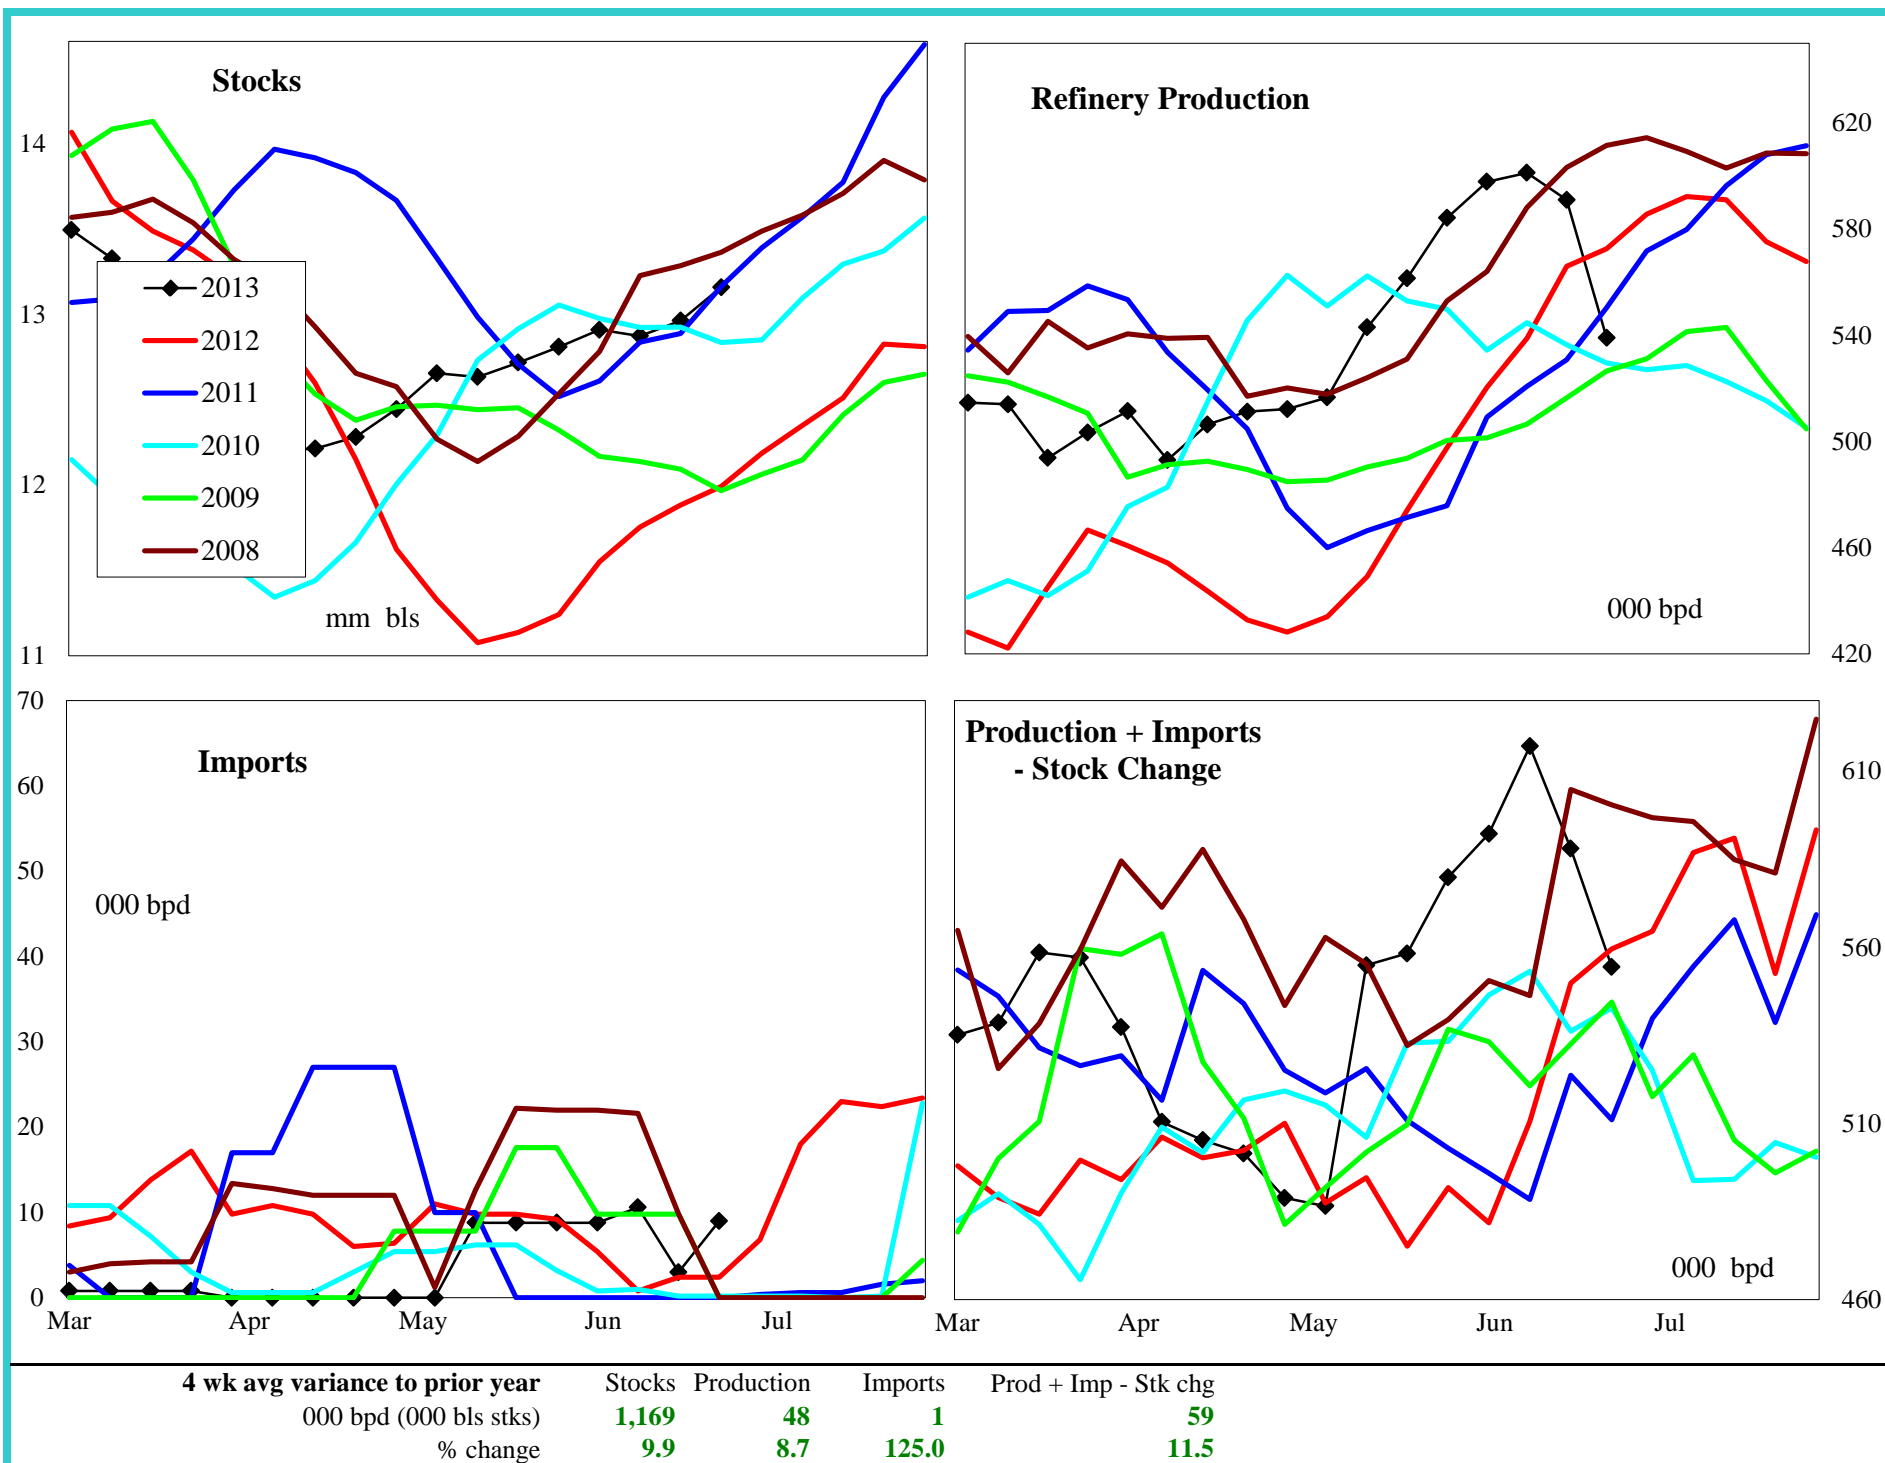 Stocks
14
13
12
11
2013
2012
2011
2010
2009
2008
mm bls
Refinery Production
620
580
540
500
460
420
000 bpd
Imports
70
60
50
40
30
20
10
0
000 bpd
Mar Apr May Jun Jul
Production + Imports
- Stock Change
610
560
510
460
000 bpd
Mar Apr May Jun Jul
4 wk avg variance to prior year Stocks Production Imports Prod + Imp - Stk chg
000 bpd (000 bls stks) 1,169 48 1 59
% change 9.9 8.7 125.0 11.5